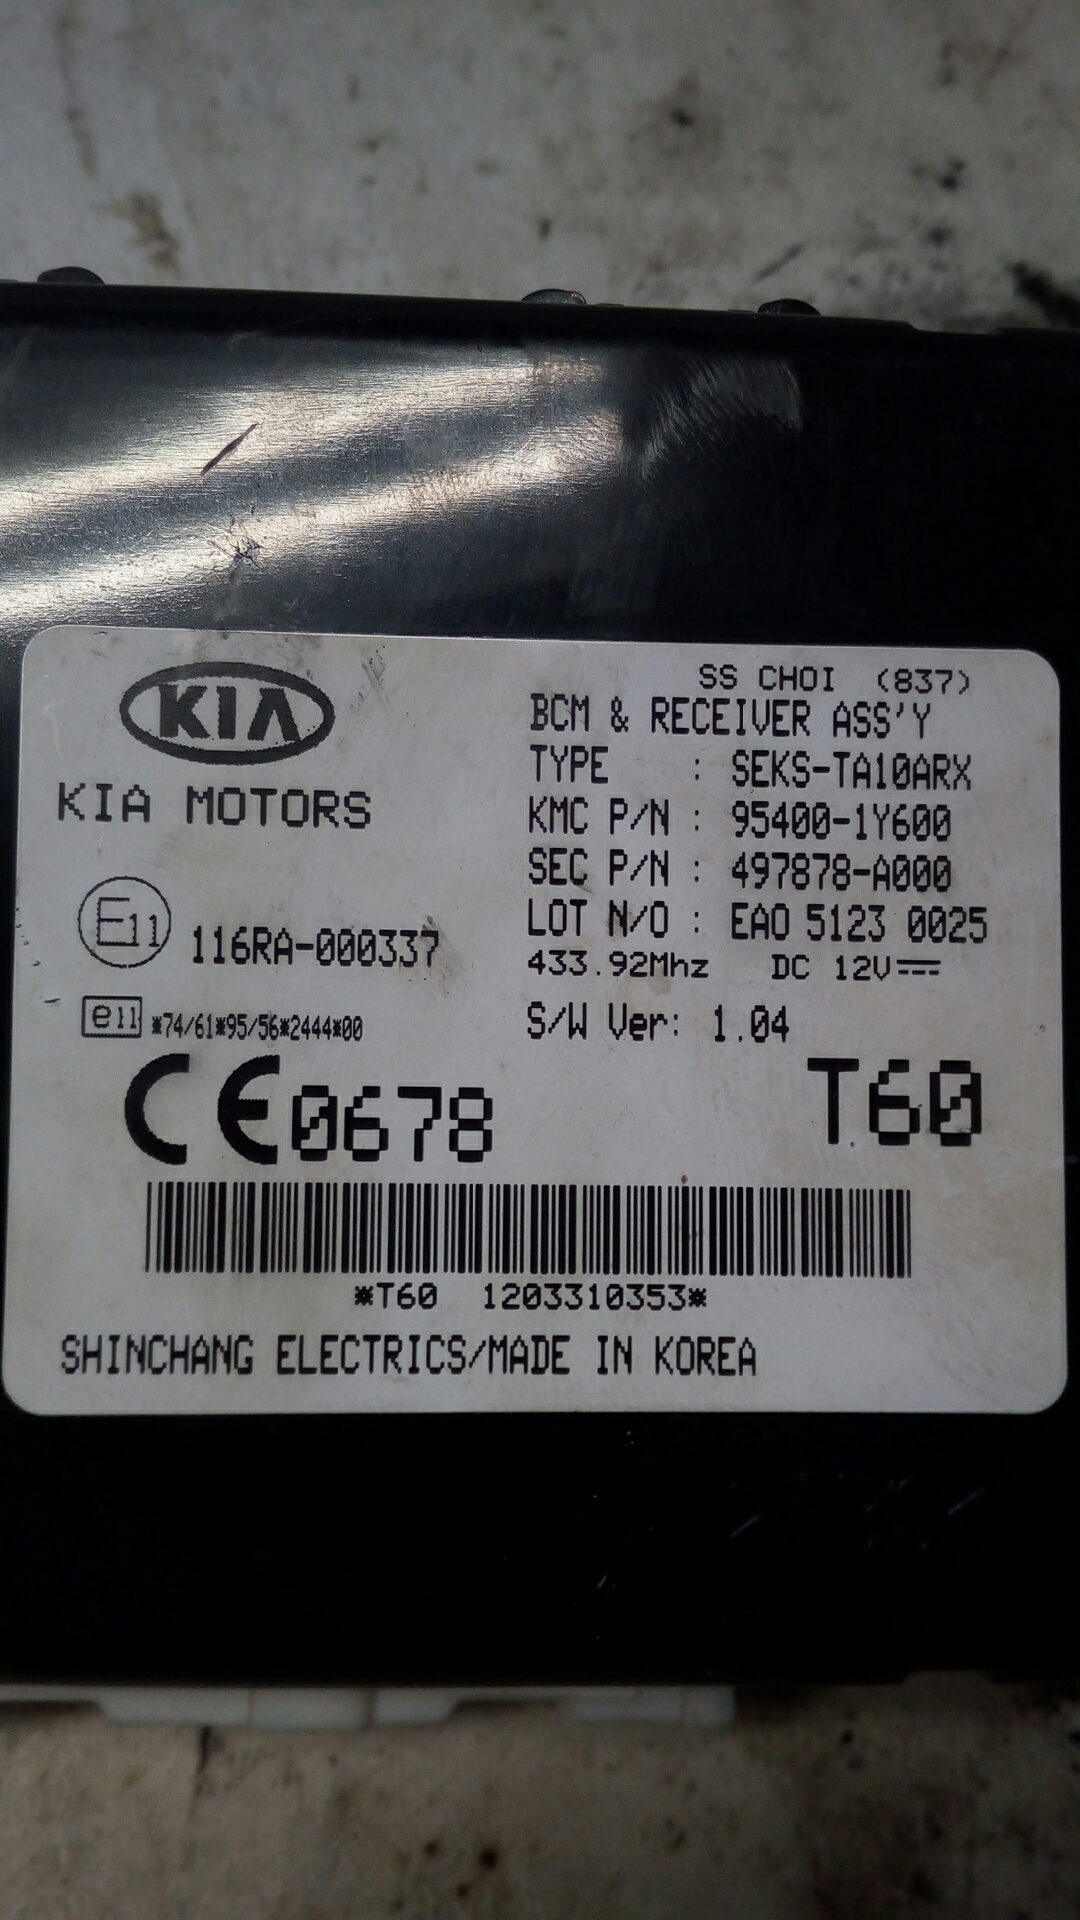 SS CHOI (837)
KIA
KIA MOTORS
BCM & RECEIVER ASS'Y
TYPE : SEKS-TA10ARX
KMC P/N : 95400-1Y600
SEC P/N : 497878-A000
LOT N/O : EAO 5123 0025
433.92Mhz DC 12V
S/W Ver: 1.04
E11 116RA-000337
e11 *74/61*95/56*2444*00
CE0678
T60
*T60 1203310353*
SHINCHANG ELECTRICS/MADE IN KOREA